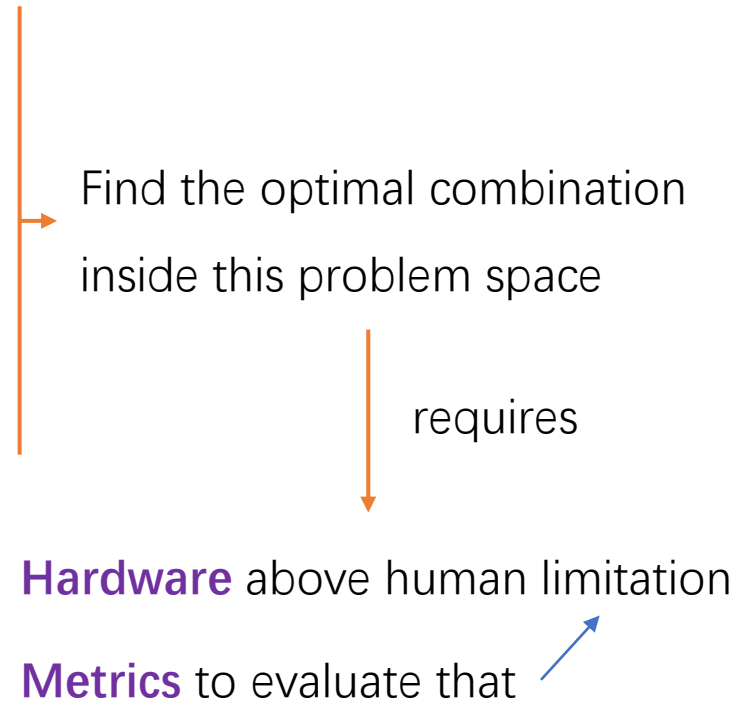 Find the optimal combination
inside this problem space
requires
Hardware above human limitation
Metrics to evaluate that